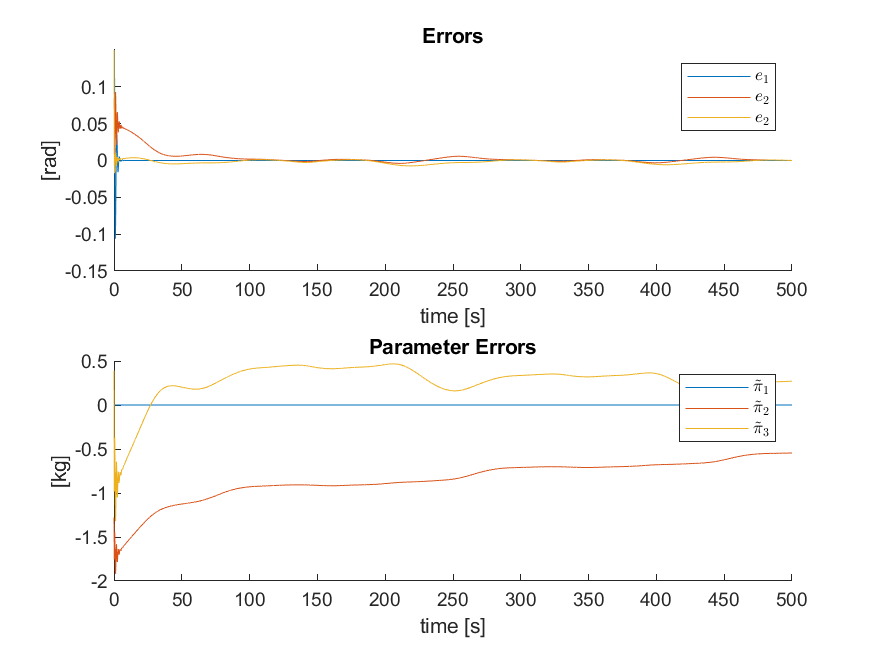 Errors
0.1
0.05
0
-0.05
-0.1
-0.15
[rad]
e₁
e₂
e₂
0 50 100 150 200 250 300 350 400 450 500
time [s]
Parameter Errors
0.5
0
-0.5
-1
-1.5
-2
[kg]
π̃₁
π̃₂
π̃₃
0 50 100 150 200 250 300 350 400 450 500
time [s]